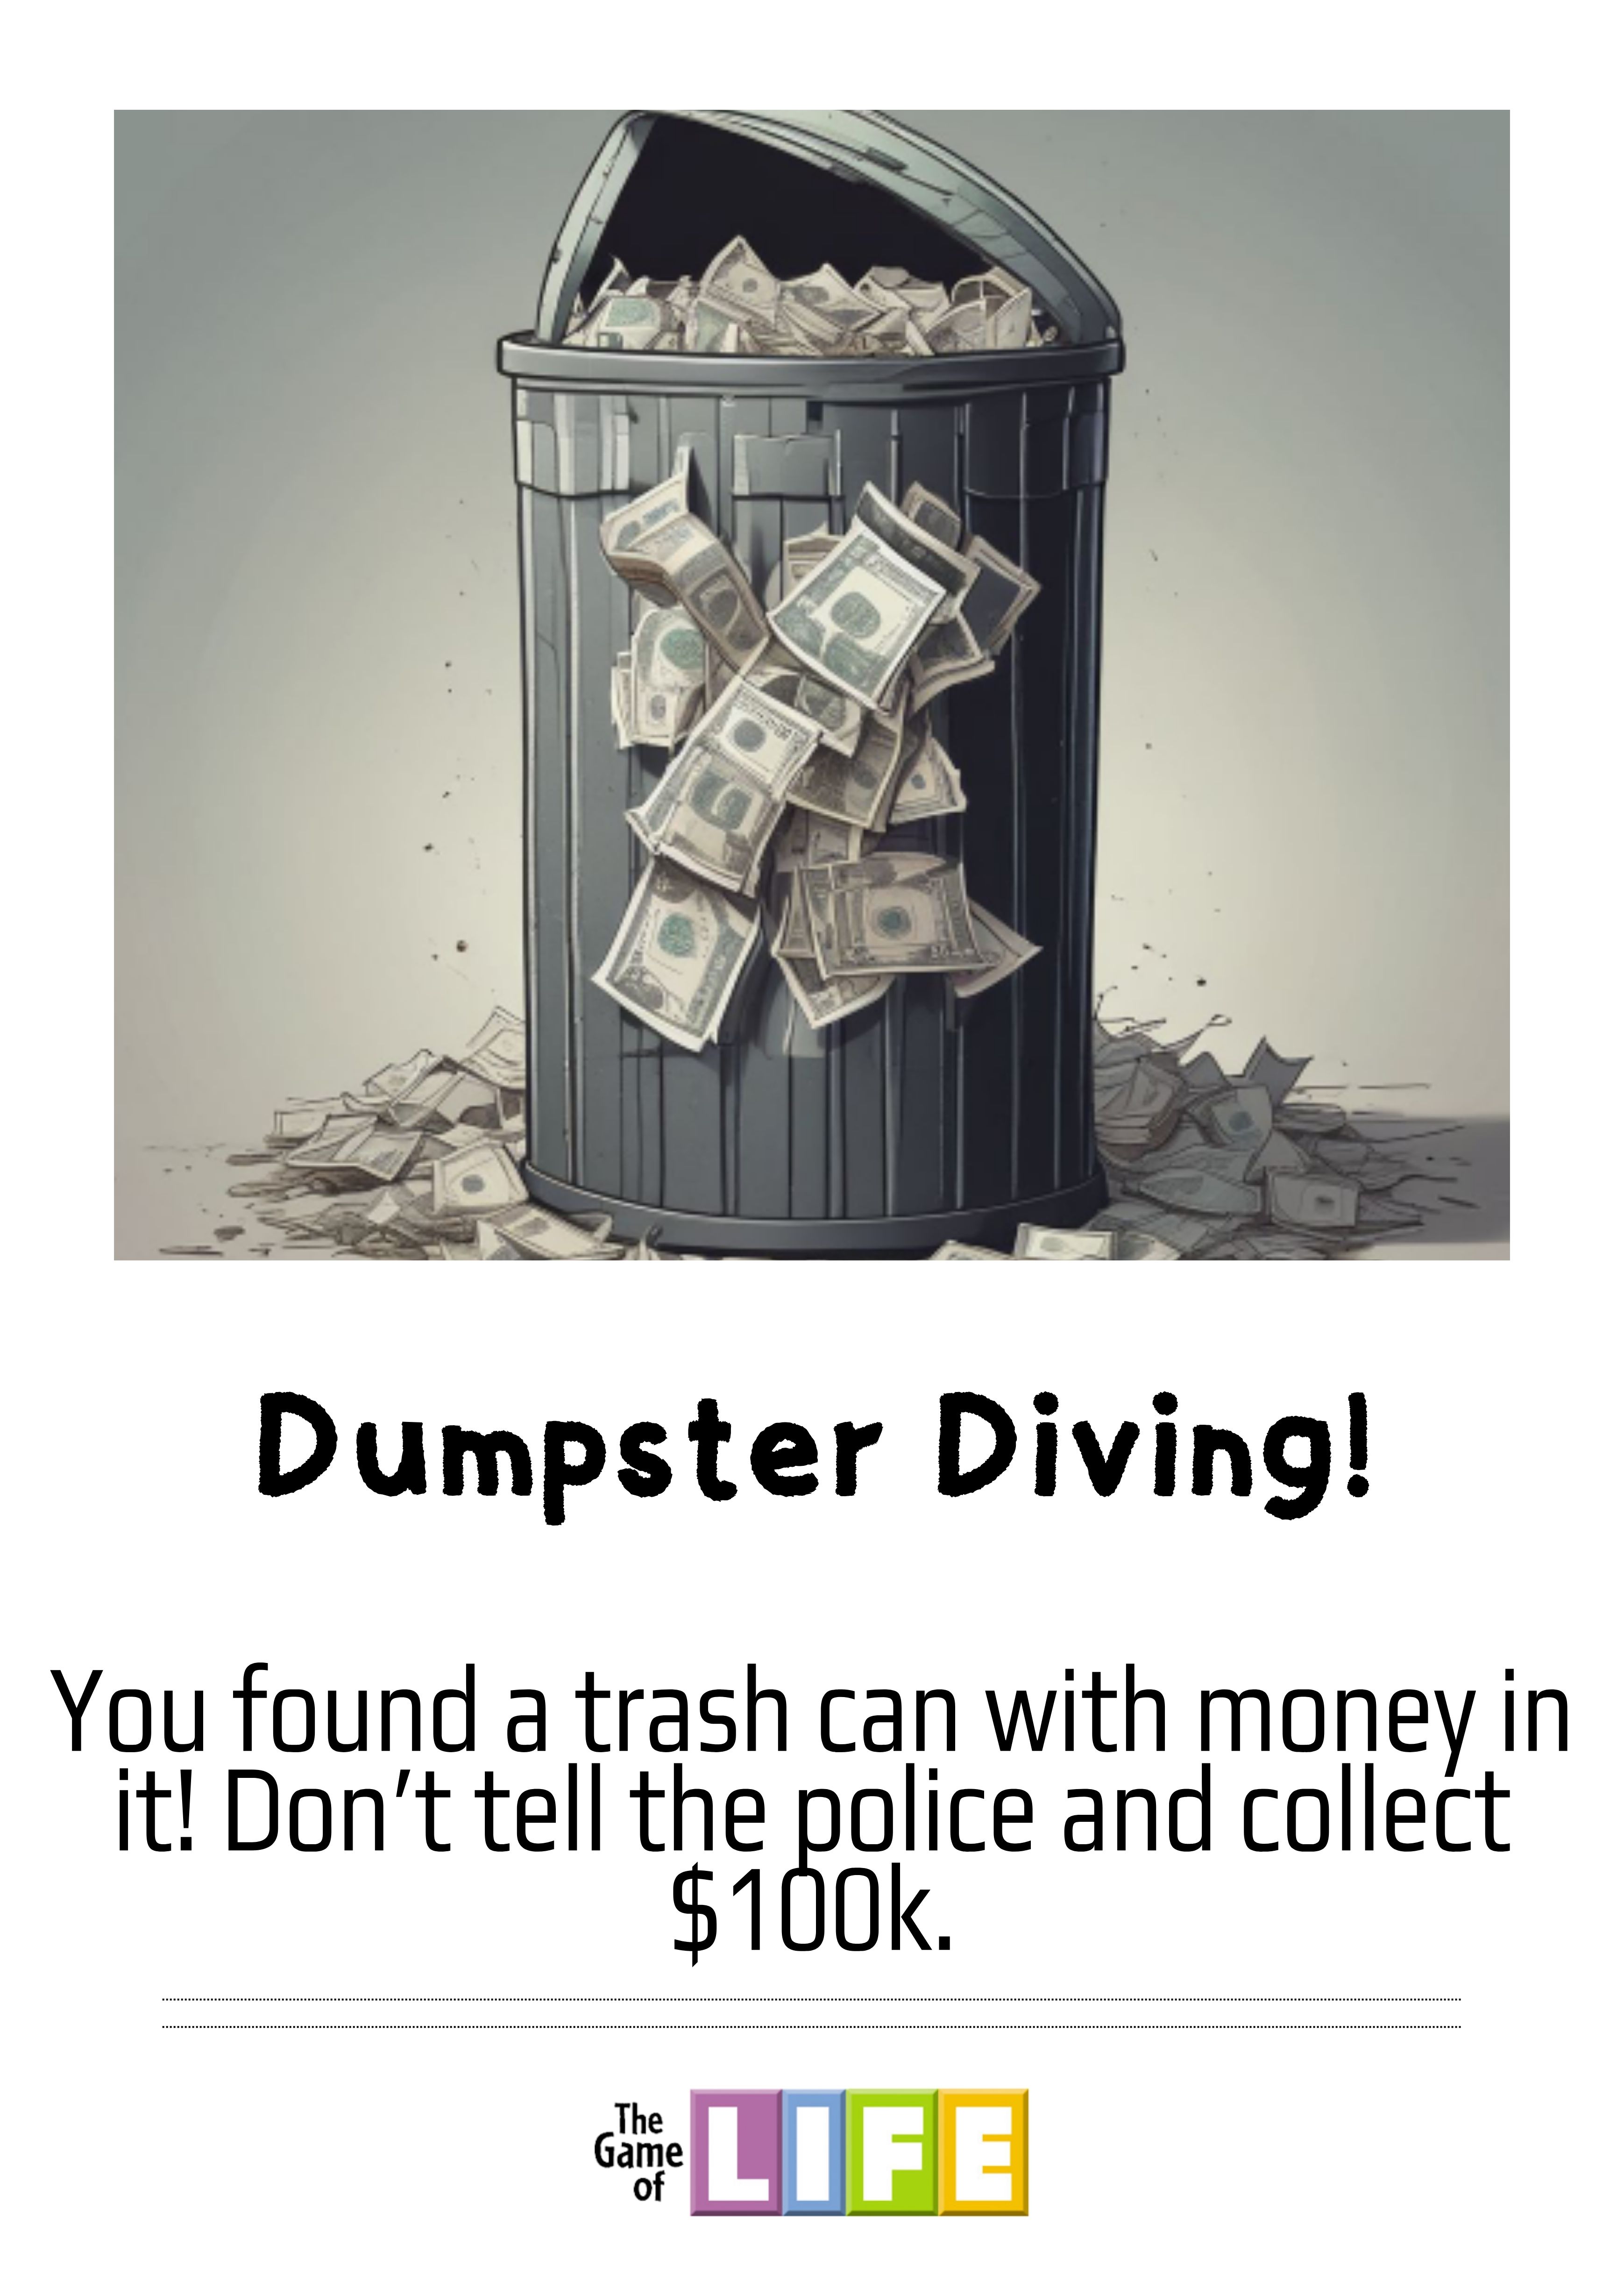 Dumpster Diving!
You found a trash can with money in
it! Don’t tell the police and collect
$100k.
The
Game
of
LIFE